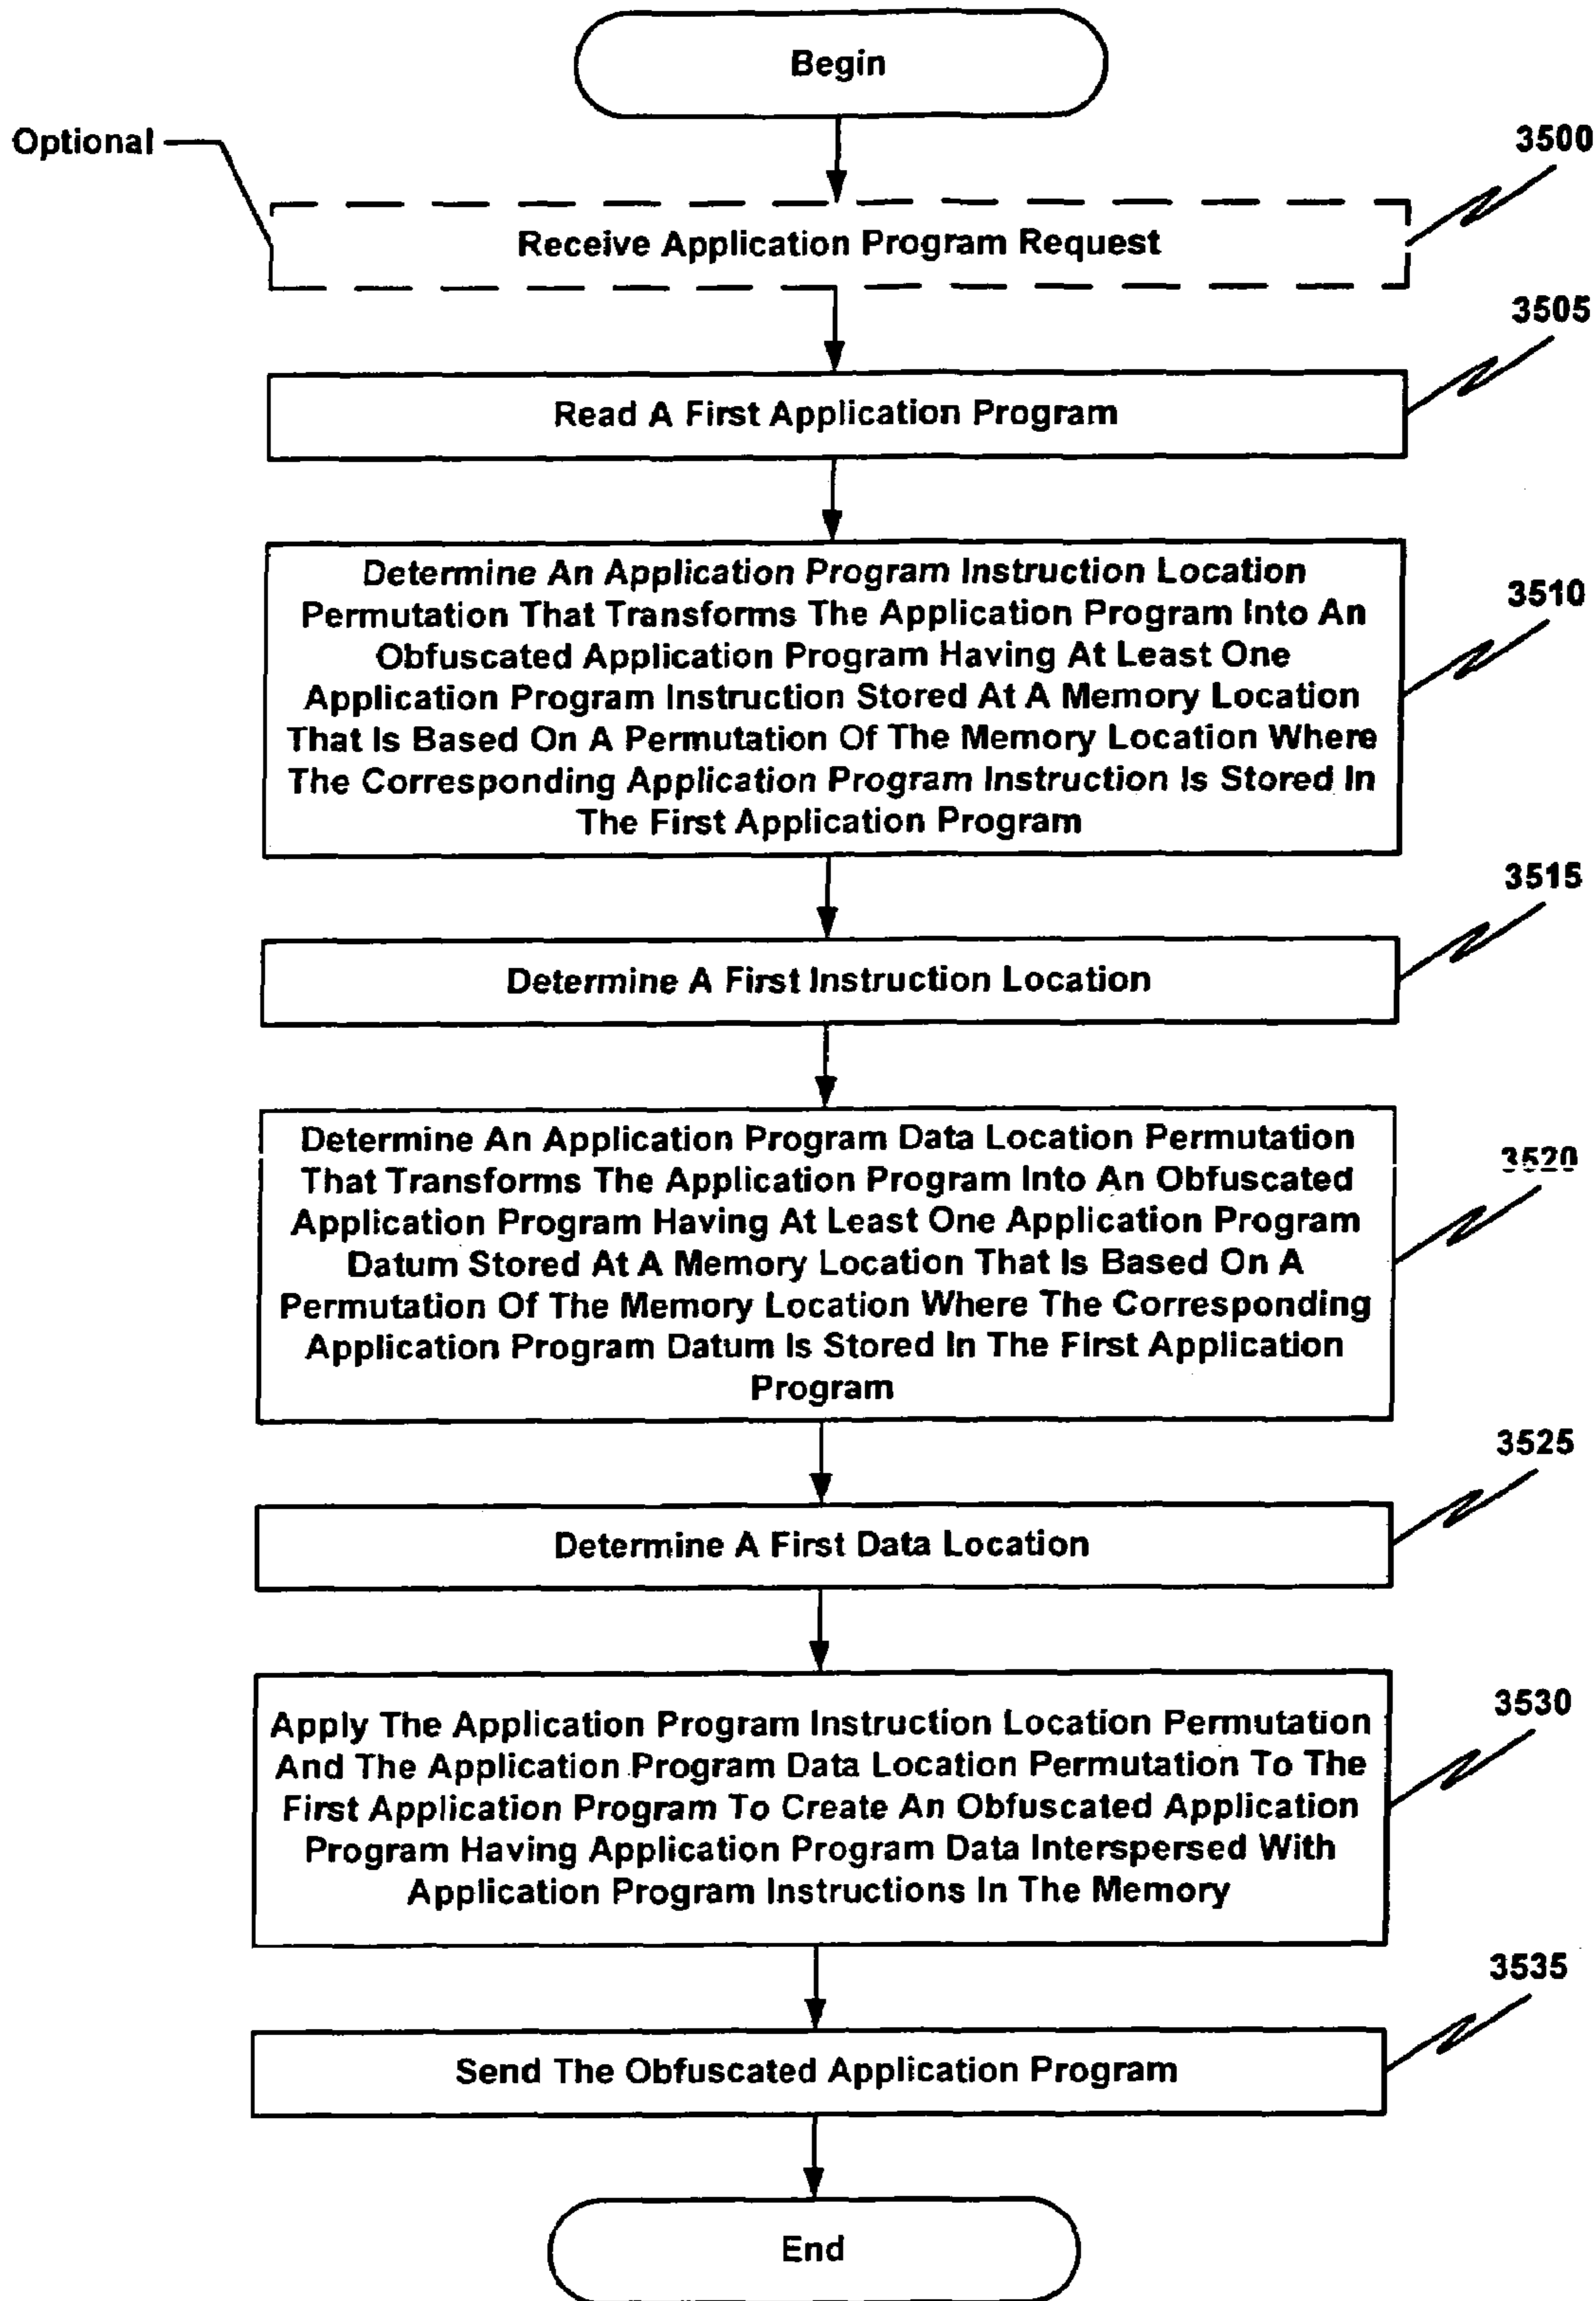 Begin
Optional
3500
Receive Application Program Request
3505
Read A First Application Program
Determine An Application Program Instruction Location
Permutation That Transforms The Application Program Into An
Obfuscated Application Program Having At Least One
Application Program Instruction Stored At A Memory Location
That Is Based On A Permutation Of The Memory Location Where
The Corresponding Application Program Instruction Is Stored In
The First Application Program
3510
3515
Determine A First Instruction Location
Determine An Application Program Data Location Permutation
That Transforms The Application Program Into An Obfuscated
Application Program Having At Least One Application Program
Datum Stored At A Memory Location That Is Based On A
Permutation Of The Memory Location Where The Corresponding
Application Program Datum Is Stored In The First Application
Program
3520
3525
Determine A First Data Location
3530
Apply The Application Program Instruction Location Permutation
And The Application Program Data Location Permutation To The
First Application Program To Create An Obfuscated Application
Program Having Application Program Data Interspersed With
Application Program Instructions In The Memory
3535
Send The Obfuscated Application Program
End